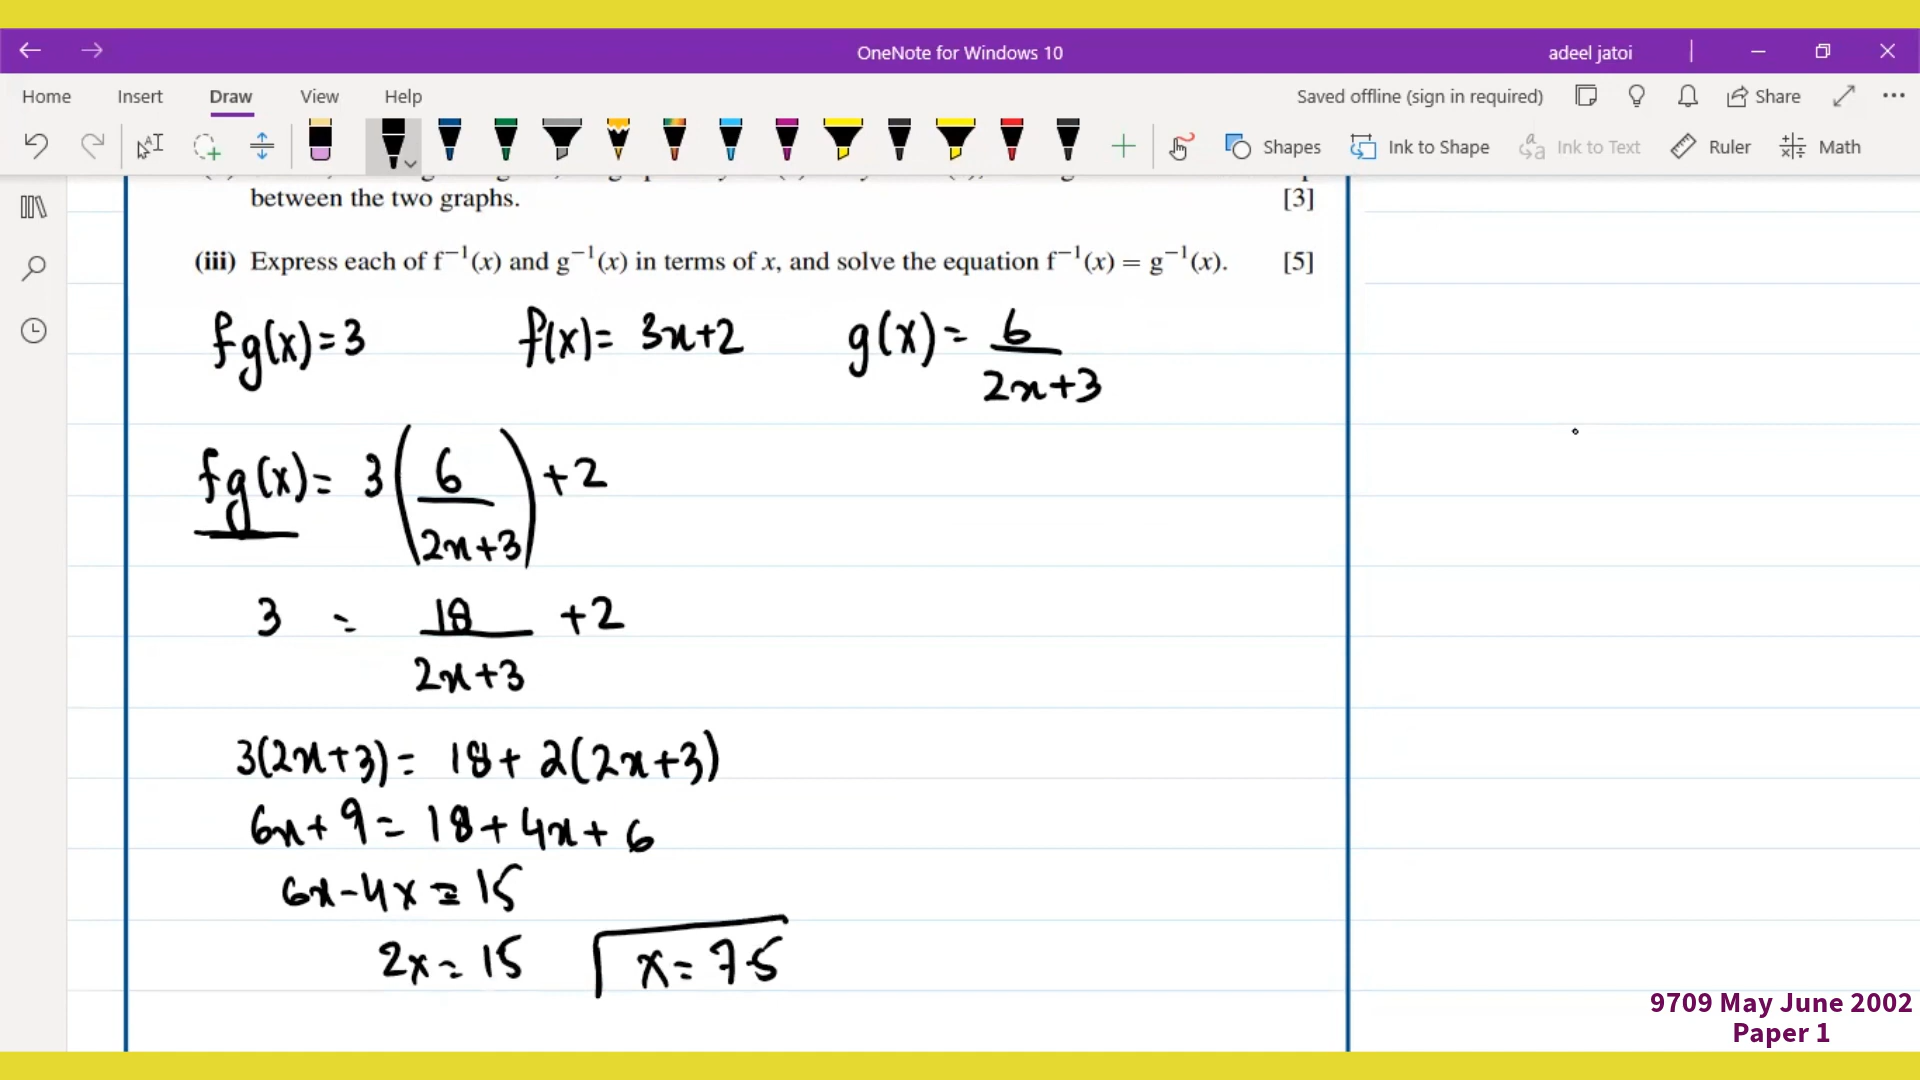 OneNote for Windows 10
adeel jatoi
Home Insert Draw View Help
Saved offline (sign in required) Share
Shapes Ink to Shape Ink to Text Ruler Math
between the two graphs. [3]
(iii) Express each of f⁻¹(x) and g⁻¹(x) in terms of x, and solve the equation f⁻¹(x) = g⁻¹(x). [5]
fg(x)=3 f(x)= 3x+2 g(x)= 6/(2x+3)
fg(x)= 3(6/(2x+3)) +2
3 = 18/(2x+3) +2
3(2x+3)= 18+ 2(2x+3)
6x+9= 18+4x+6
6x-4x=15
2x=15 x=7.5
9709 May June 2002
Paper 1